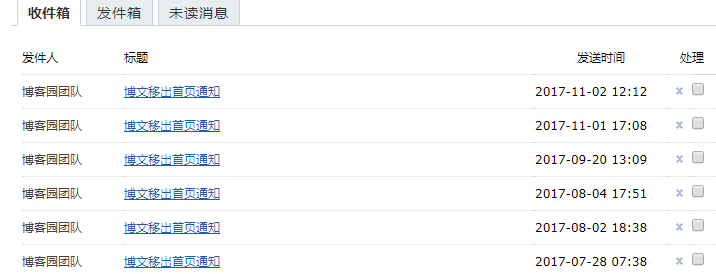 收件箱 发件箱 未读消息
发件人 标题 发送时间 处理
博客园团队 博文移出首页通知 2017-11-02 12:12 ×
博客园团队 博文移出首页通知 2017-11-01 17:08 ×
博客园团队 博文移出首页通知 2017-09-20 13:09 ×
博客园团队 博文移出首页通知 2017-08-04 17:51 ×
博客园团队 博文移出首页通知 2017-08-02 18:38 ×
博客园团队 博文移出首页通知 2017-07-28 07:38 ×